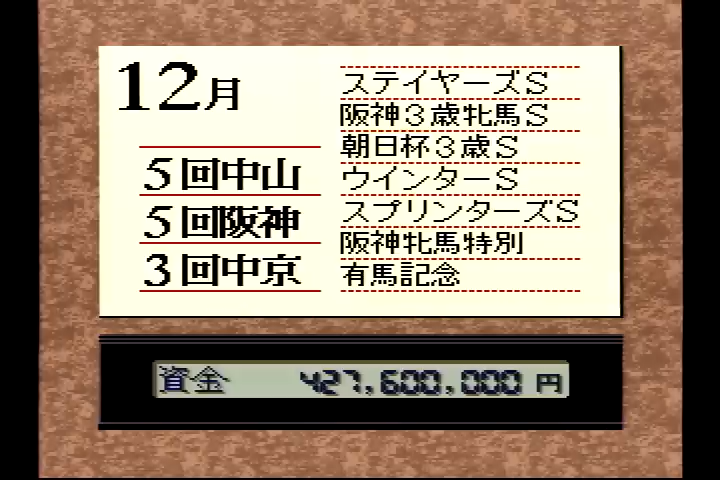 12月
5回中山
5回阪神
3回中京
ステイヤーズS
阪神3歳牝馬S
朝日杯3歳S
ウインターS
スプリンターズS
阪神牝馬特別
有馬記念
資金 427,600,000 円